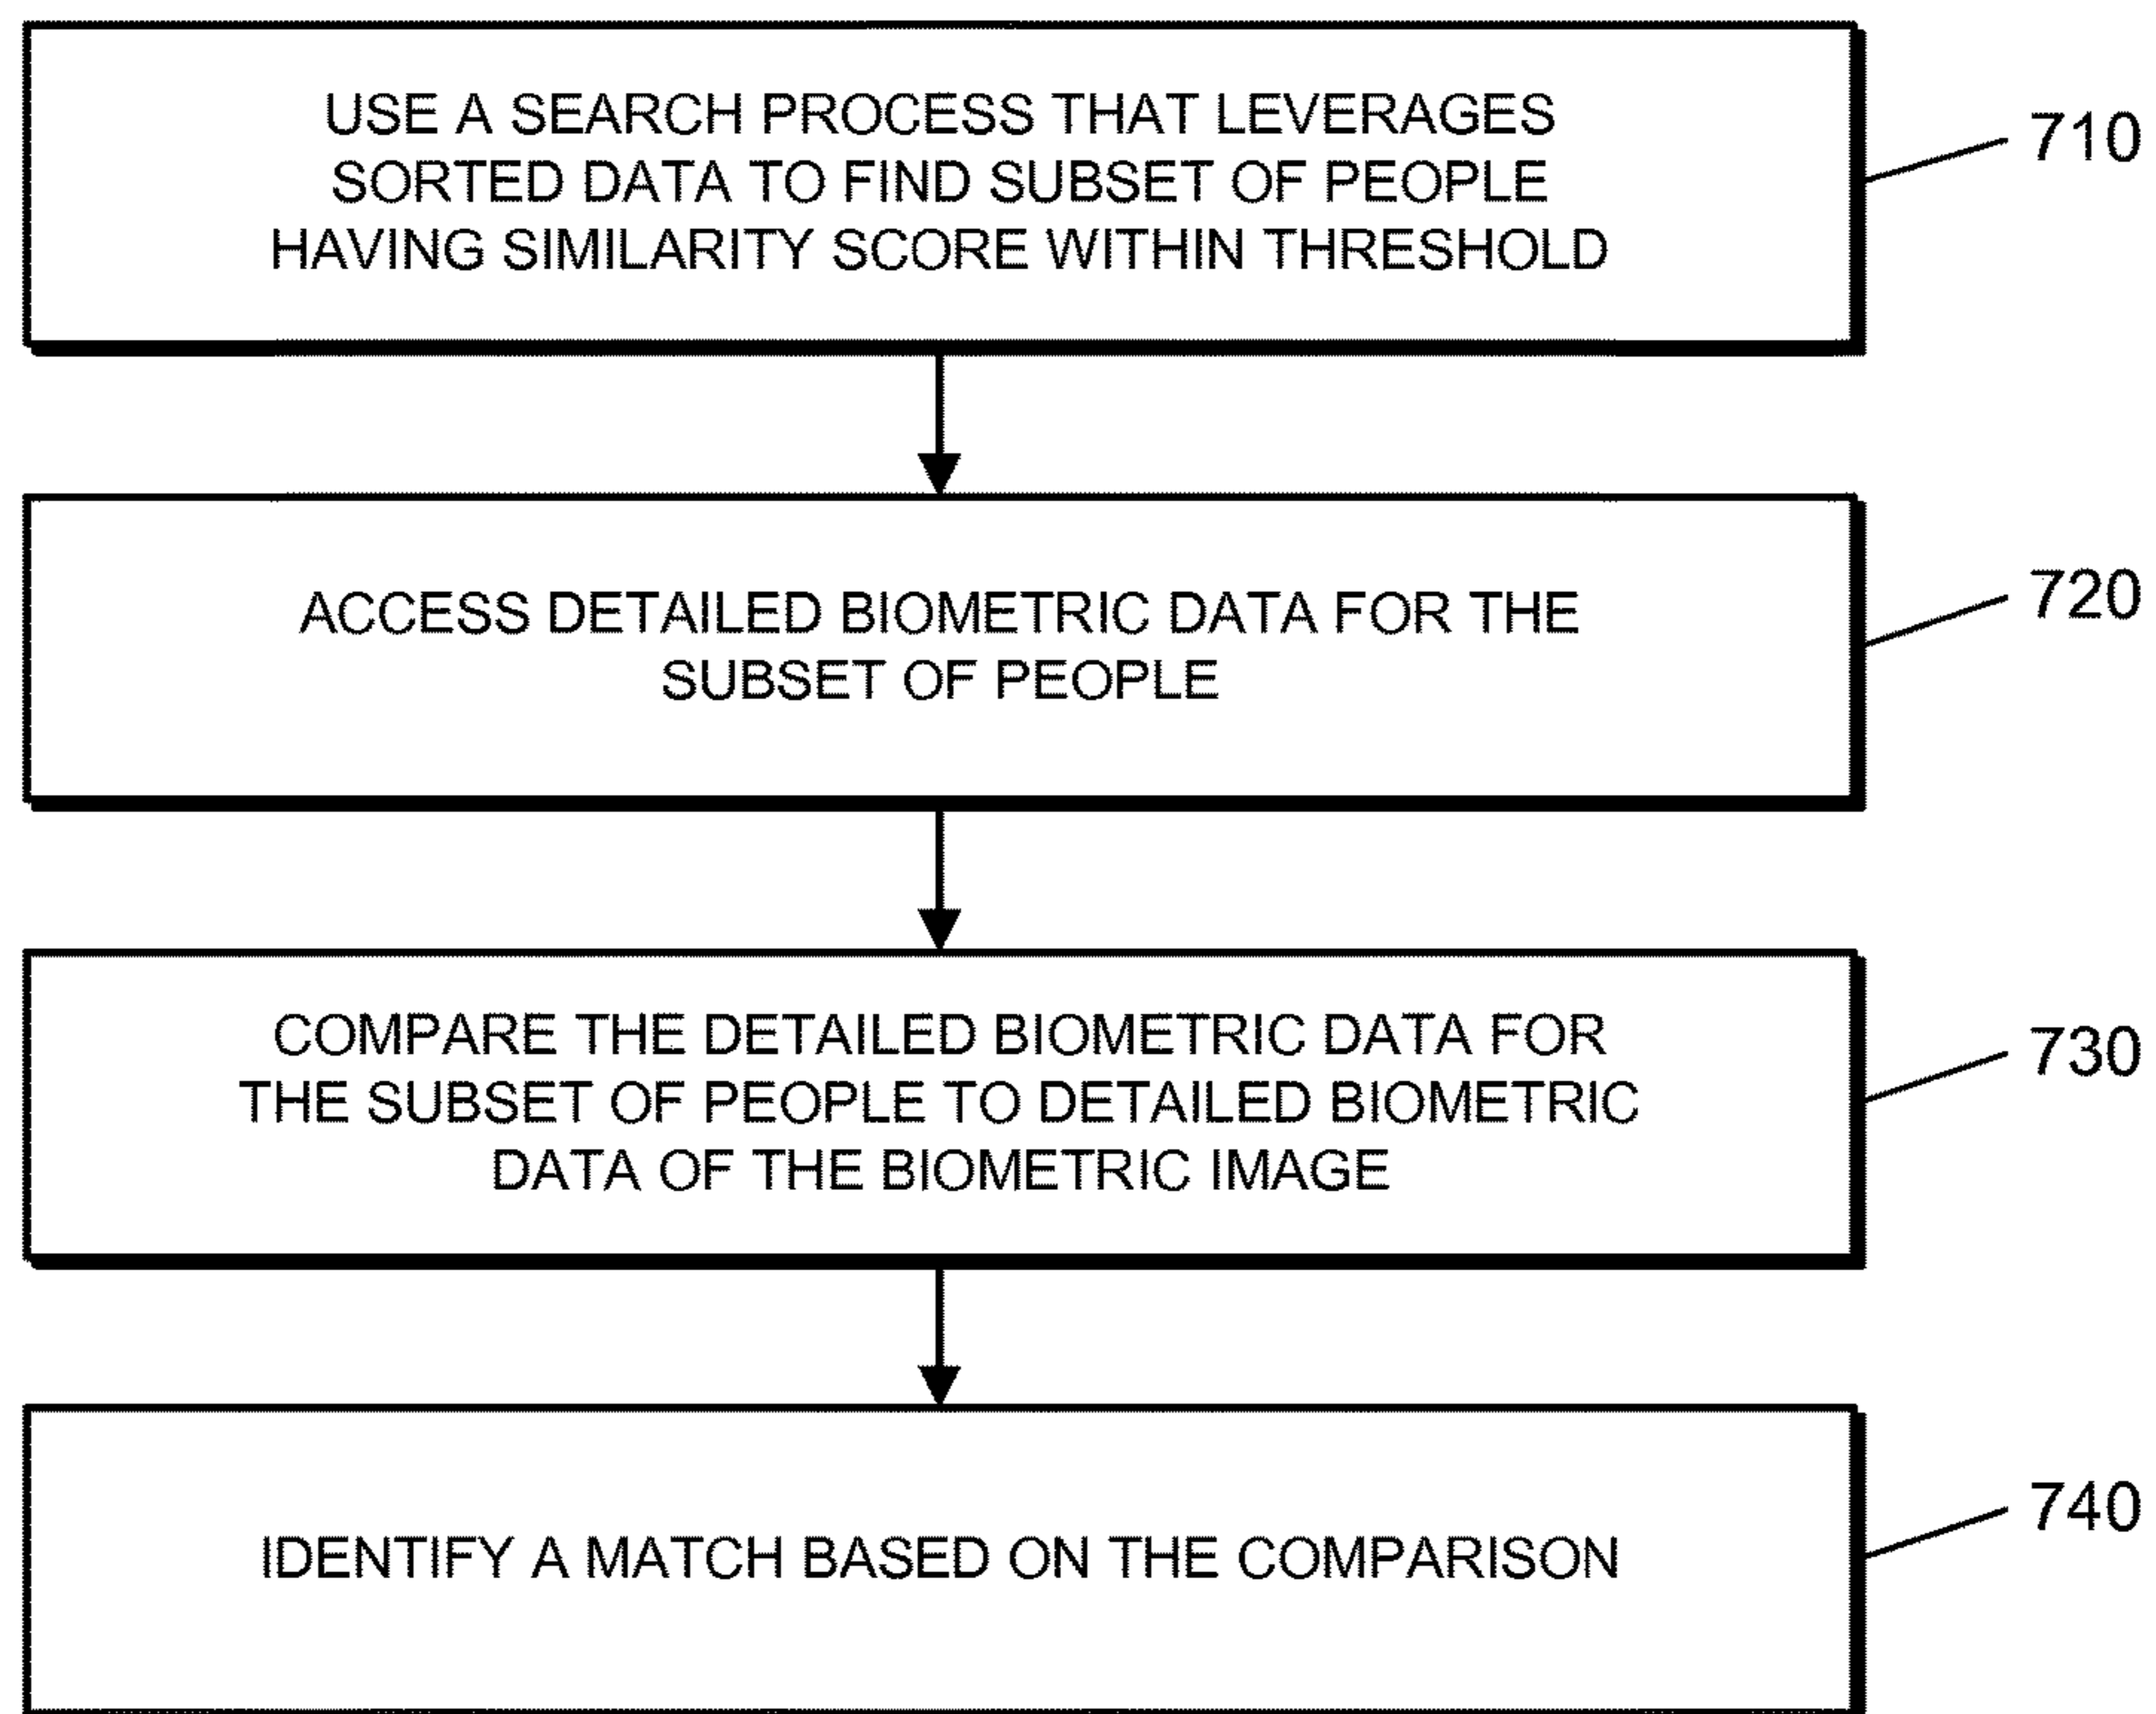 USE A SEARCH PROCESS THAT LEVERAGES
SORTED DATA TO FIND SUBSET OF PEOPLE
HAVING SIMILARITY SCORE WITHIN THRESHOLD
710
ACCESS DETAILED BIOMETRIC DATA FOR THE
SUBSET OF PEOPLE
720
COMPARE THE DETAILED BIOMETRIC DATA FOR
THE SUBSET OF PEOPLE TO DETAILED BIOMETRIC
DATA OF THE BIOMETRIC IMAGE
730
IDENTIFY A MATCH BASED ON THE COMPARISON
740